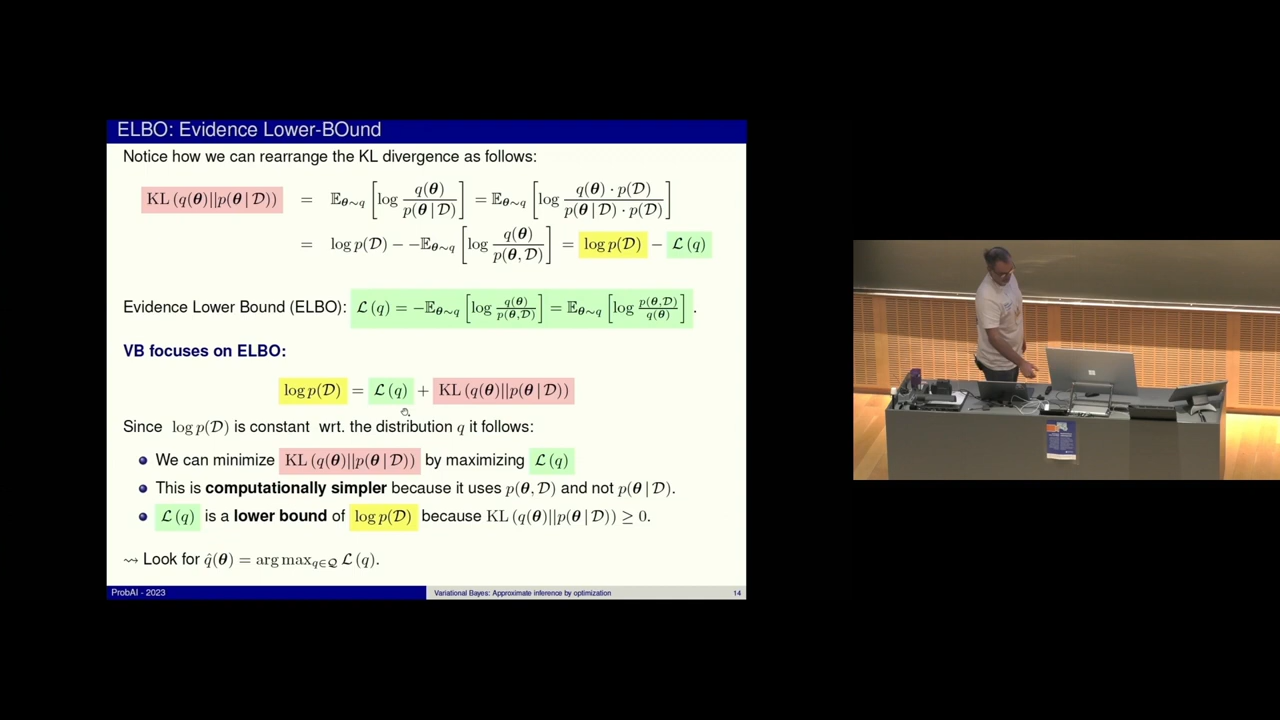 ELBO: Evidence Lower-BOund
Notice how we can rearrange the KL divergence as follows:
KL (q(θ)||p(θ | D)) = 𝔼_{θ∼q} [log q(θ) / p(θ | D)] = 𝔼_{θ∼q} [log q(θ) · p(D) / p(θ | D) · p(D)]
= log p(D) − −𝔼_{θ∼q} [log q(θ) / p(θ, D)] = log p(D) − L (q)
Evidence Lower Bound (ELBO): L (q) = −𝔼_{θ∼q} [log q(θ) / p(θ,D)] = 𝔼_{θ∼q} [log p(θ,D) / q(θ)] .
VB focuses on ELBO:
log p(D) = L (q) + KL (q(θ)||p(θ | D))
Since log p(D) is constant wrt. the distribution q it follows:
We can minimize KL (q(θ)||p(θ | D)) by maximizing L (q)
This is computationally simpler because it uses p(θ, D) and not p(θ | D).
L (q) is a lower bound of log p(D) because KL (q(θ)||p(θ | D)) ≥ 0.
⇝ Look for q̂(θ) = arg max_{q∈Q} L (q).
ProbAI - 2023
Variational Bayes: Approximate inference by optimization
14